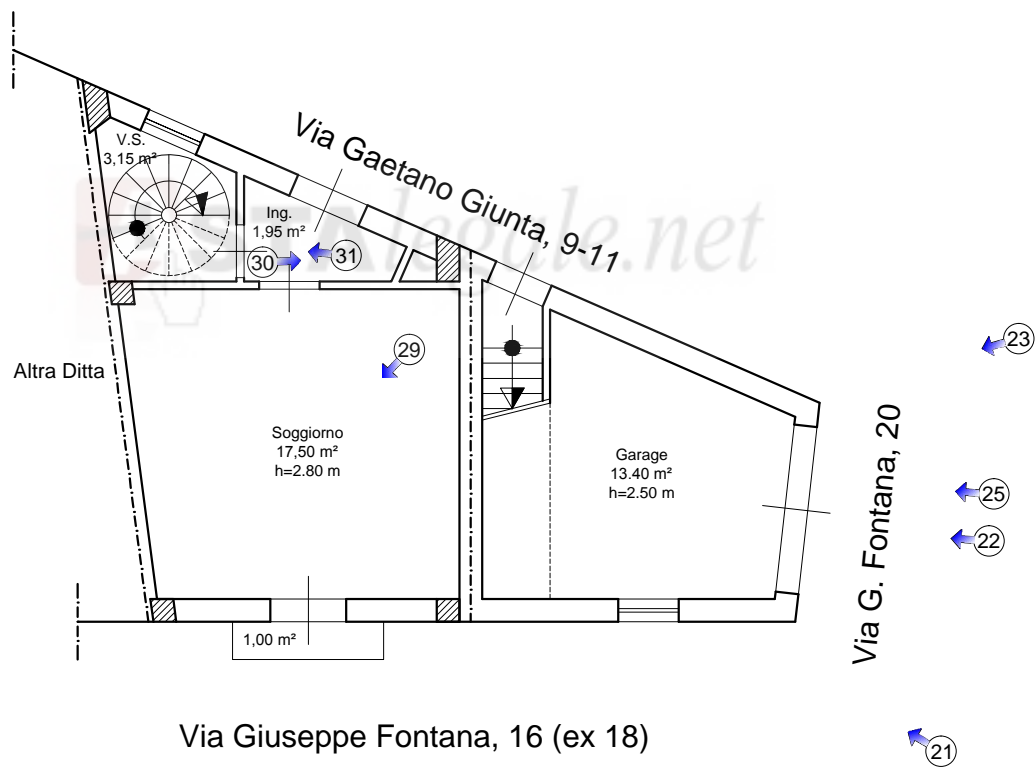 Via Gaetano Giunta, 9-11
V.S.
3,15 m²
Ing.
1,95 m²
30
31
29
23
Altra Ditta
Soggiorno
17,50 m²
h=2.80 m
Garage
13.40 m²
h=2.50 m
25
22
Via G. Fontana, 20
1,00 m²
Via Giuseppe Fontana, 16 (ex 18)
21
legale.net